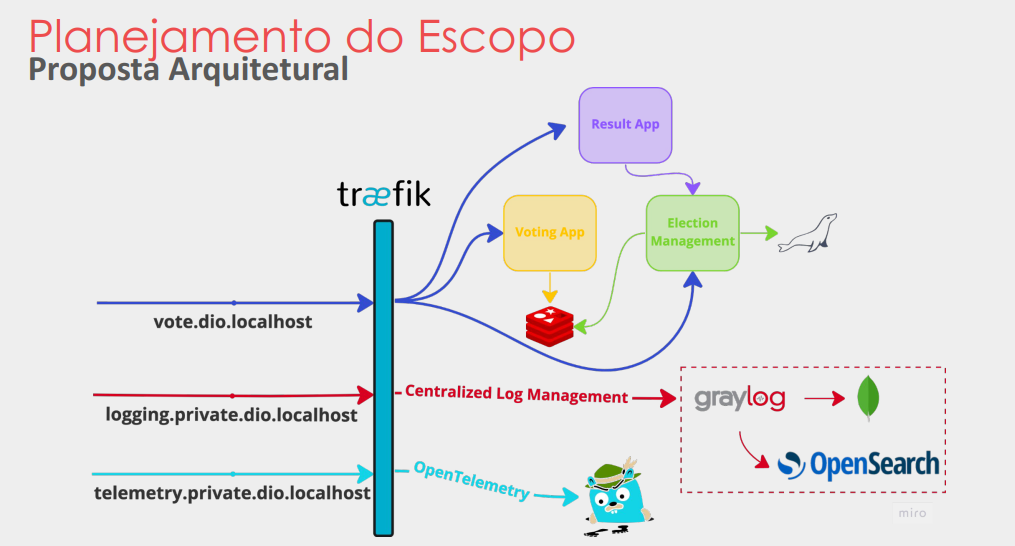 Planejamento do Escopo
Proposta Arquitetural
Result App
træfik
Voting App
Election
Management
vote.dio.localhost
Centralized Log Management
graylog
logging.private.dio.localhost
OpenSearch
OpenTelemetry
telemetry.private.dio.localhost
miro